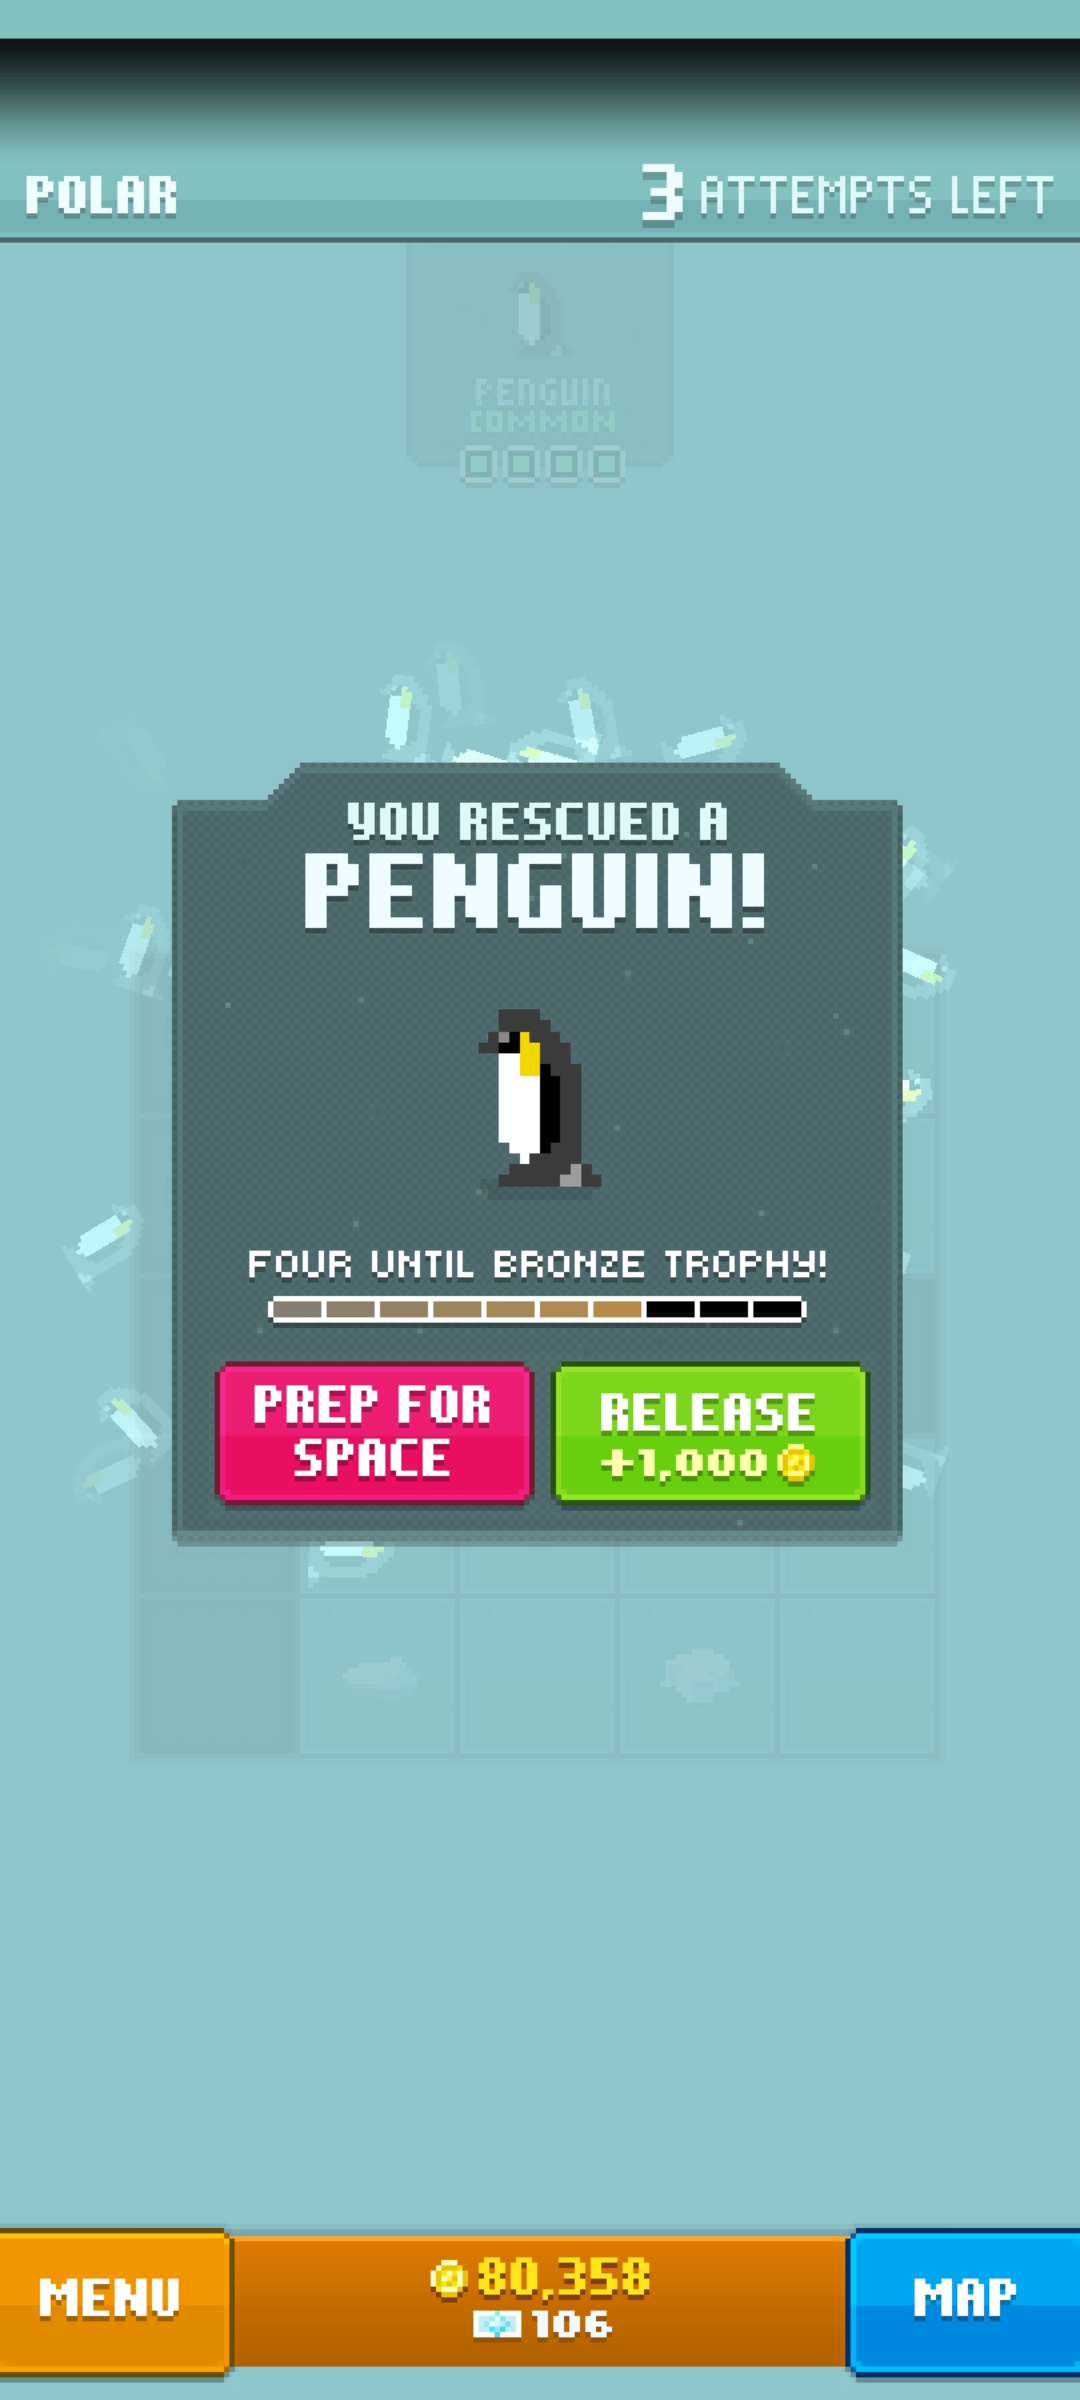 POLAR
3 ATTEMPTS LEFT
PENGUIN
COMMON
YOU RESCUED A
PENGUIN!
FOUR UNTIL BRONZE TROPHY!
PREP FOR
SPACE
RELEASE
+1,000
MENU
80,358
106
MAP